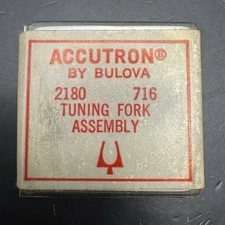 ACCUTRON®
BY BULOVA
2180 716
TUNING FORK
ASSEMBLY